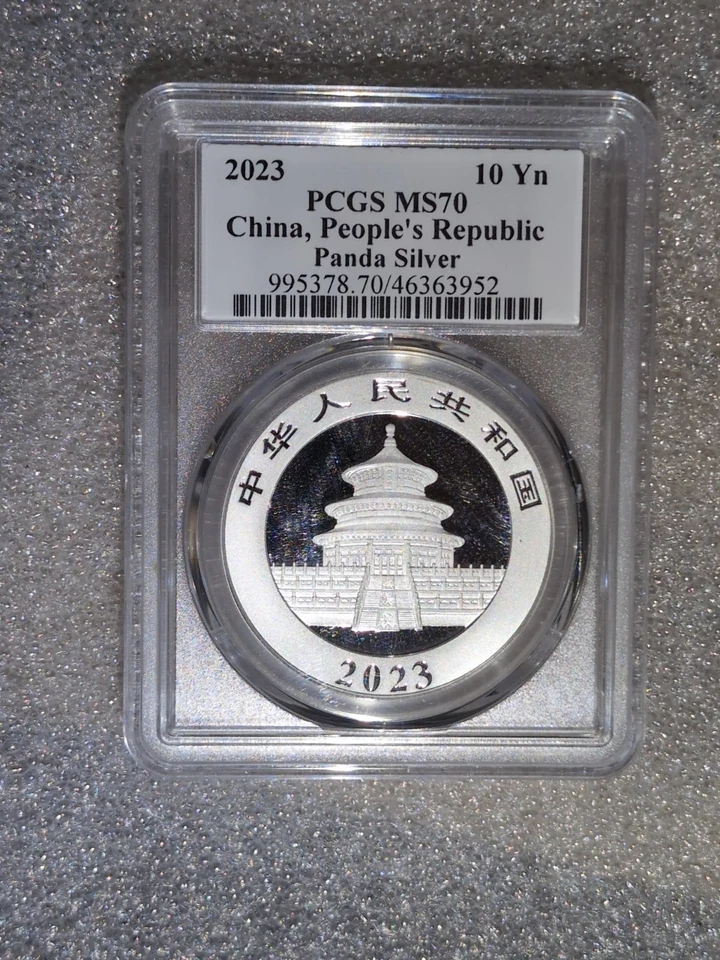 2023 10 Yn
PCGS MS70
China, People's Republic
Panda Silver
995378.70/46363952
中华人民共和国
2023